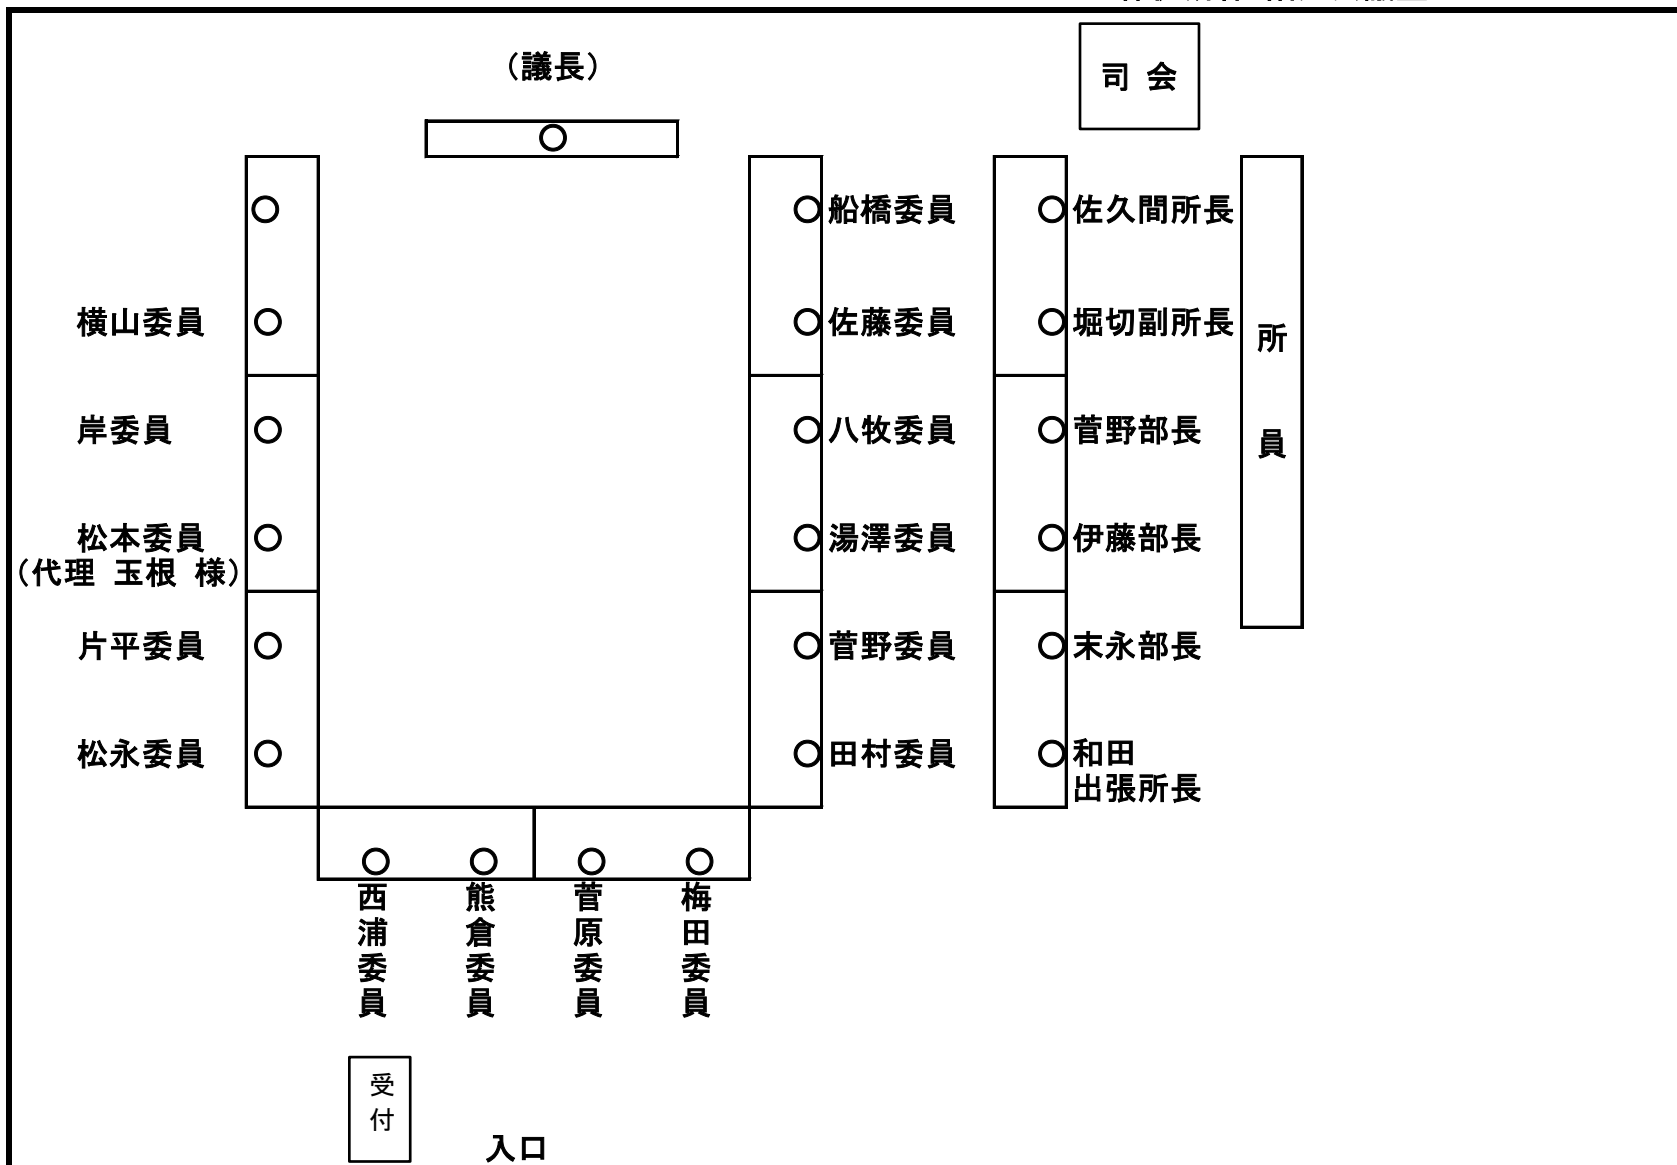 （議長）
司 会
船橋委員
佐久間所長
横山委員
佐藤委員
堀切副所長
所員
岸委員
八牧委員
菅野部長
松本委員
（代理 玉根 様）
湯澤委員
伊藤部長
片平委員
菅野委員
末永部長
松永委員
田村委員
和田
出張所長
西浦委員
熊倉委員
菅原委員
梅田委員
受付
入口